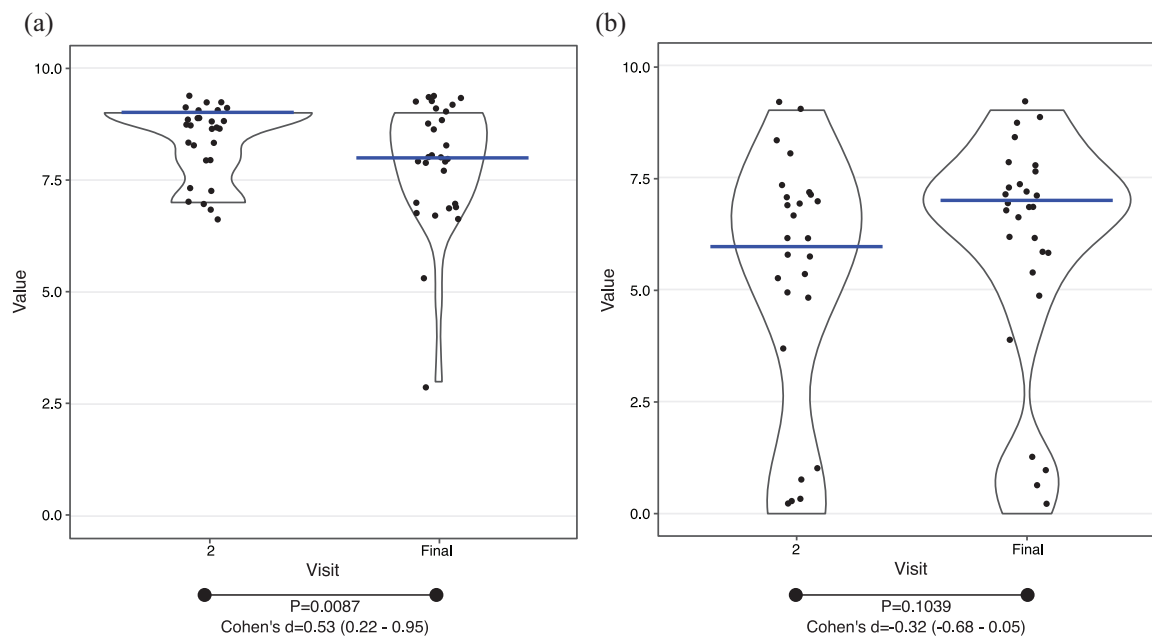 (a)
10.0
7.5
5.0
2.5
0.0
Value
2
Final
Visit
P=0.0087
Cohen's d=0.53 (0.22 - 0.95)
(b)
10.0
7.5
5.0
2.5
0.0
Value
2
Final
Visit
P=0.1039
Cohen's d=-0.32 (-0.68 - 0.05)